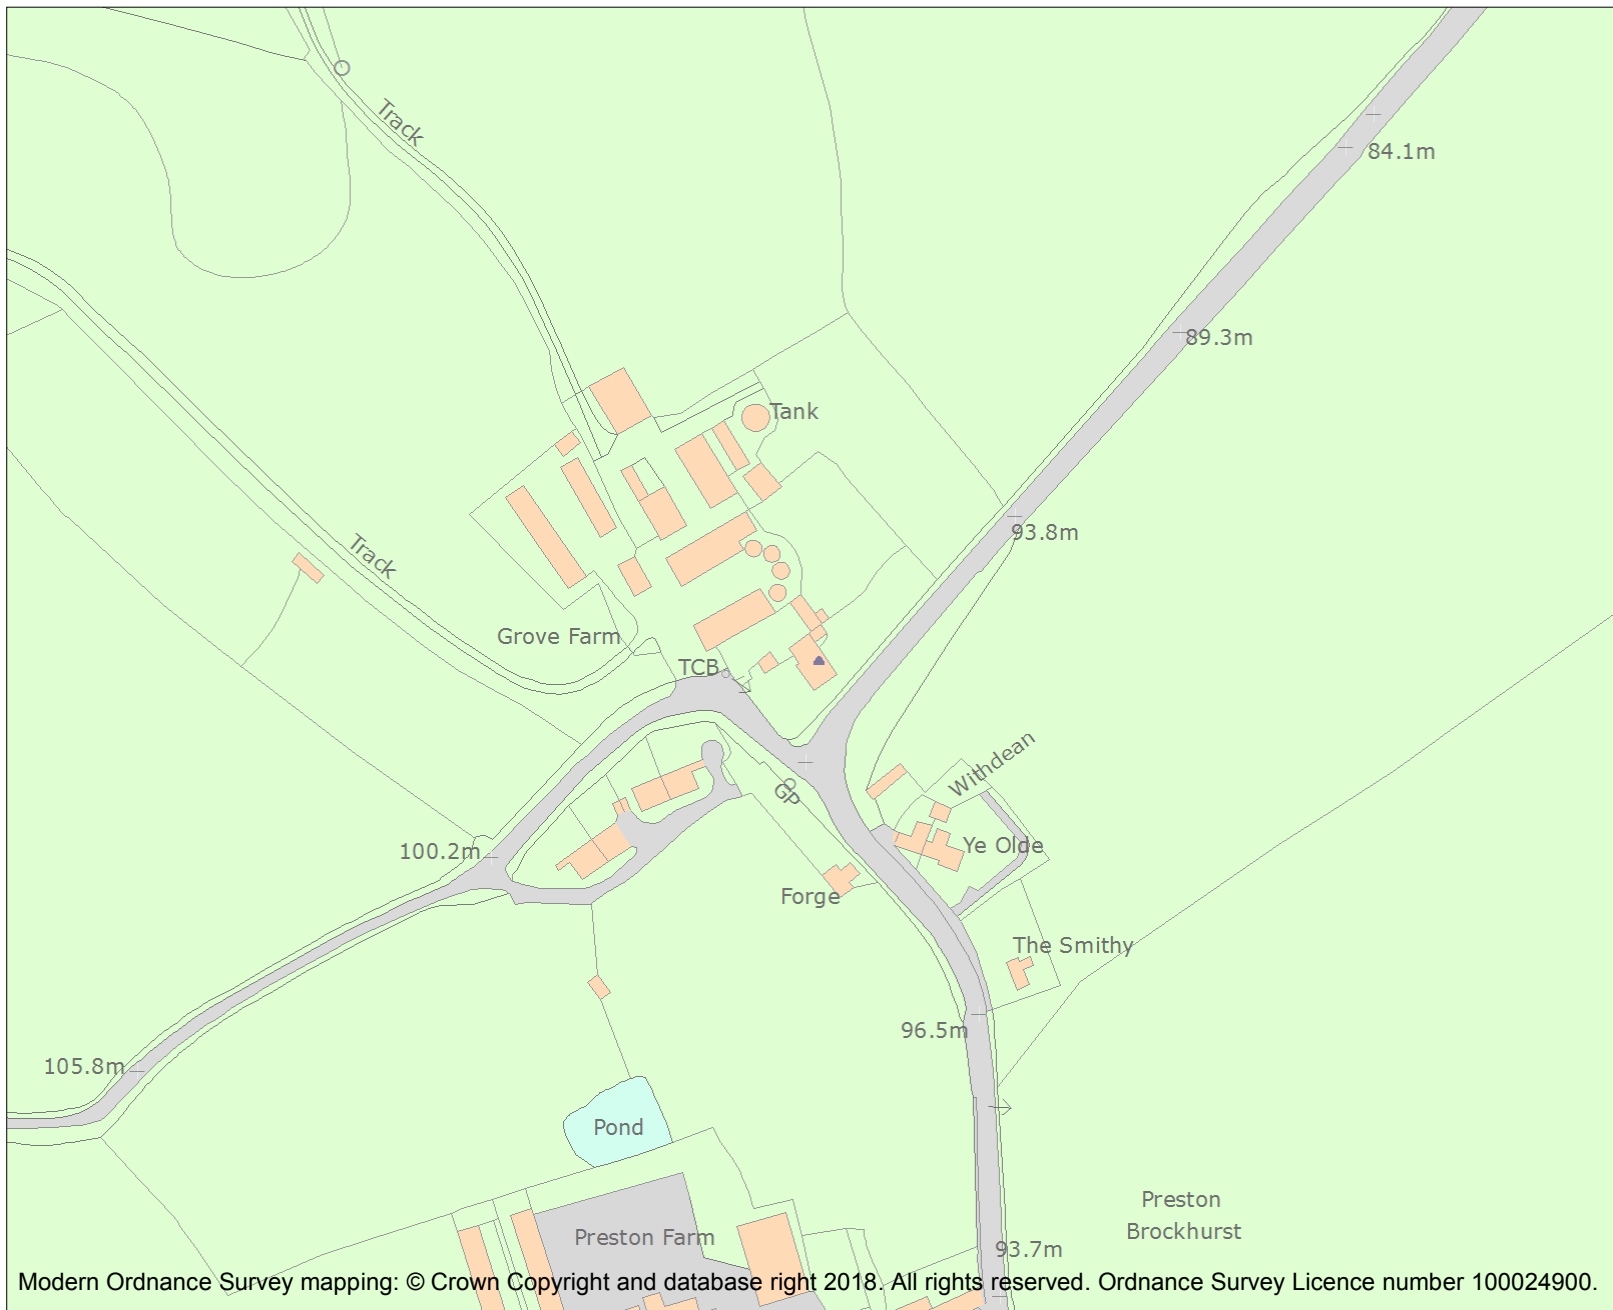 Track
84.1m
89.3m
Tank
93.8m
Track
Grove Farm
TCB
Withdean
GP
Ye Olde
100.2m
Forge
The Smithy
96.5m
105.8m
Pond
Preston
Brockhurst
Preston Farm
93.7m
Modern Ordnance Survey mapping: © Crown Copyright and database right 2018. All rights reserved. Ordnance Survey Licence number 100024900.